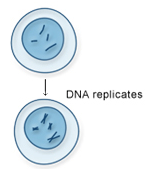 DNA replicates